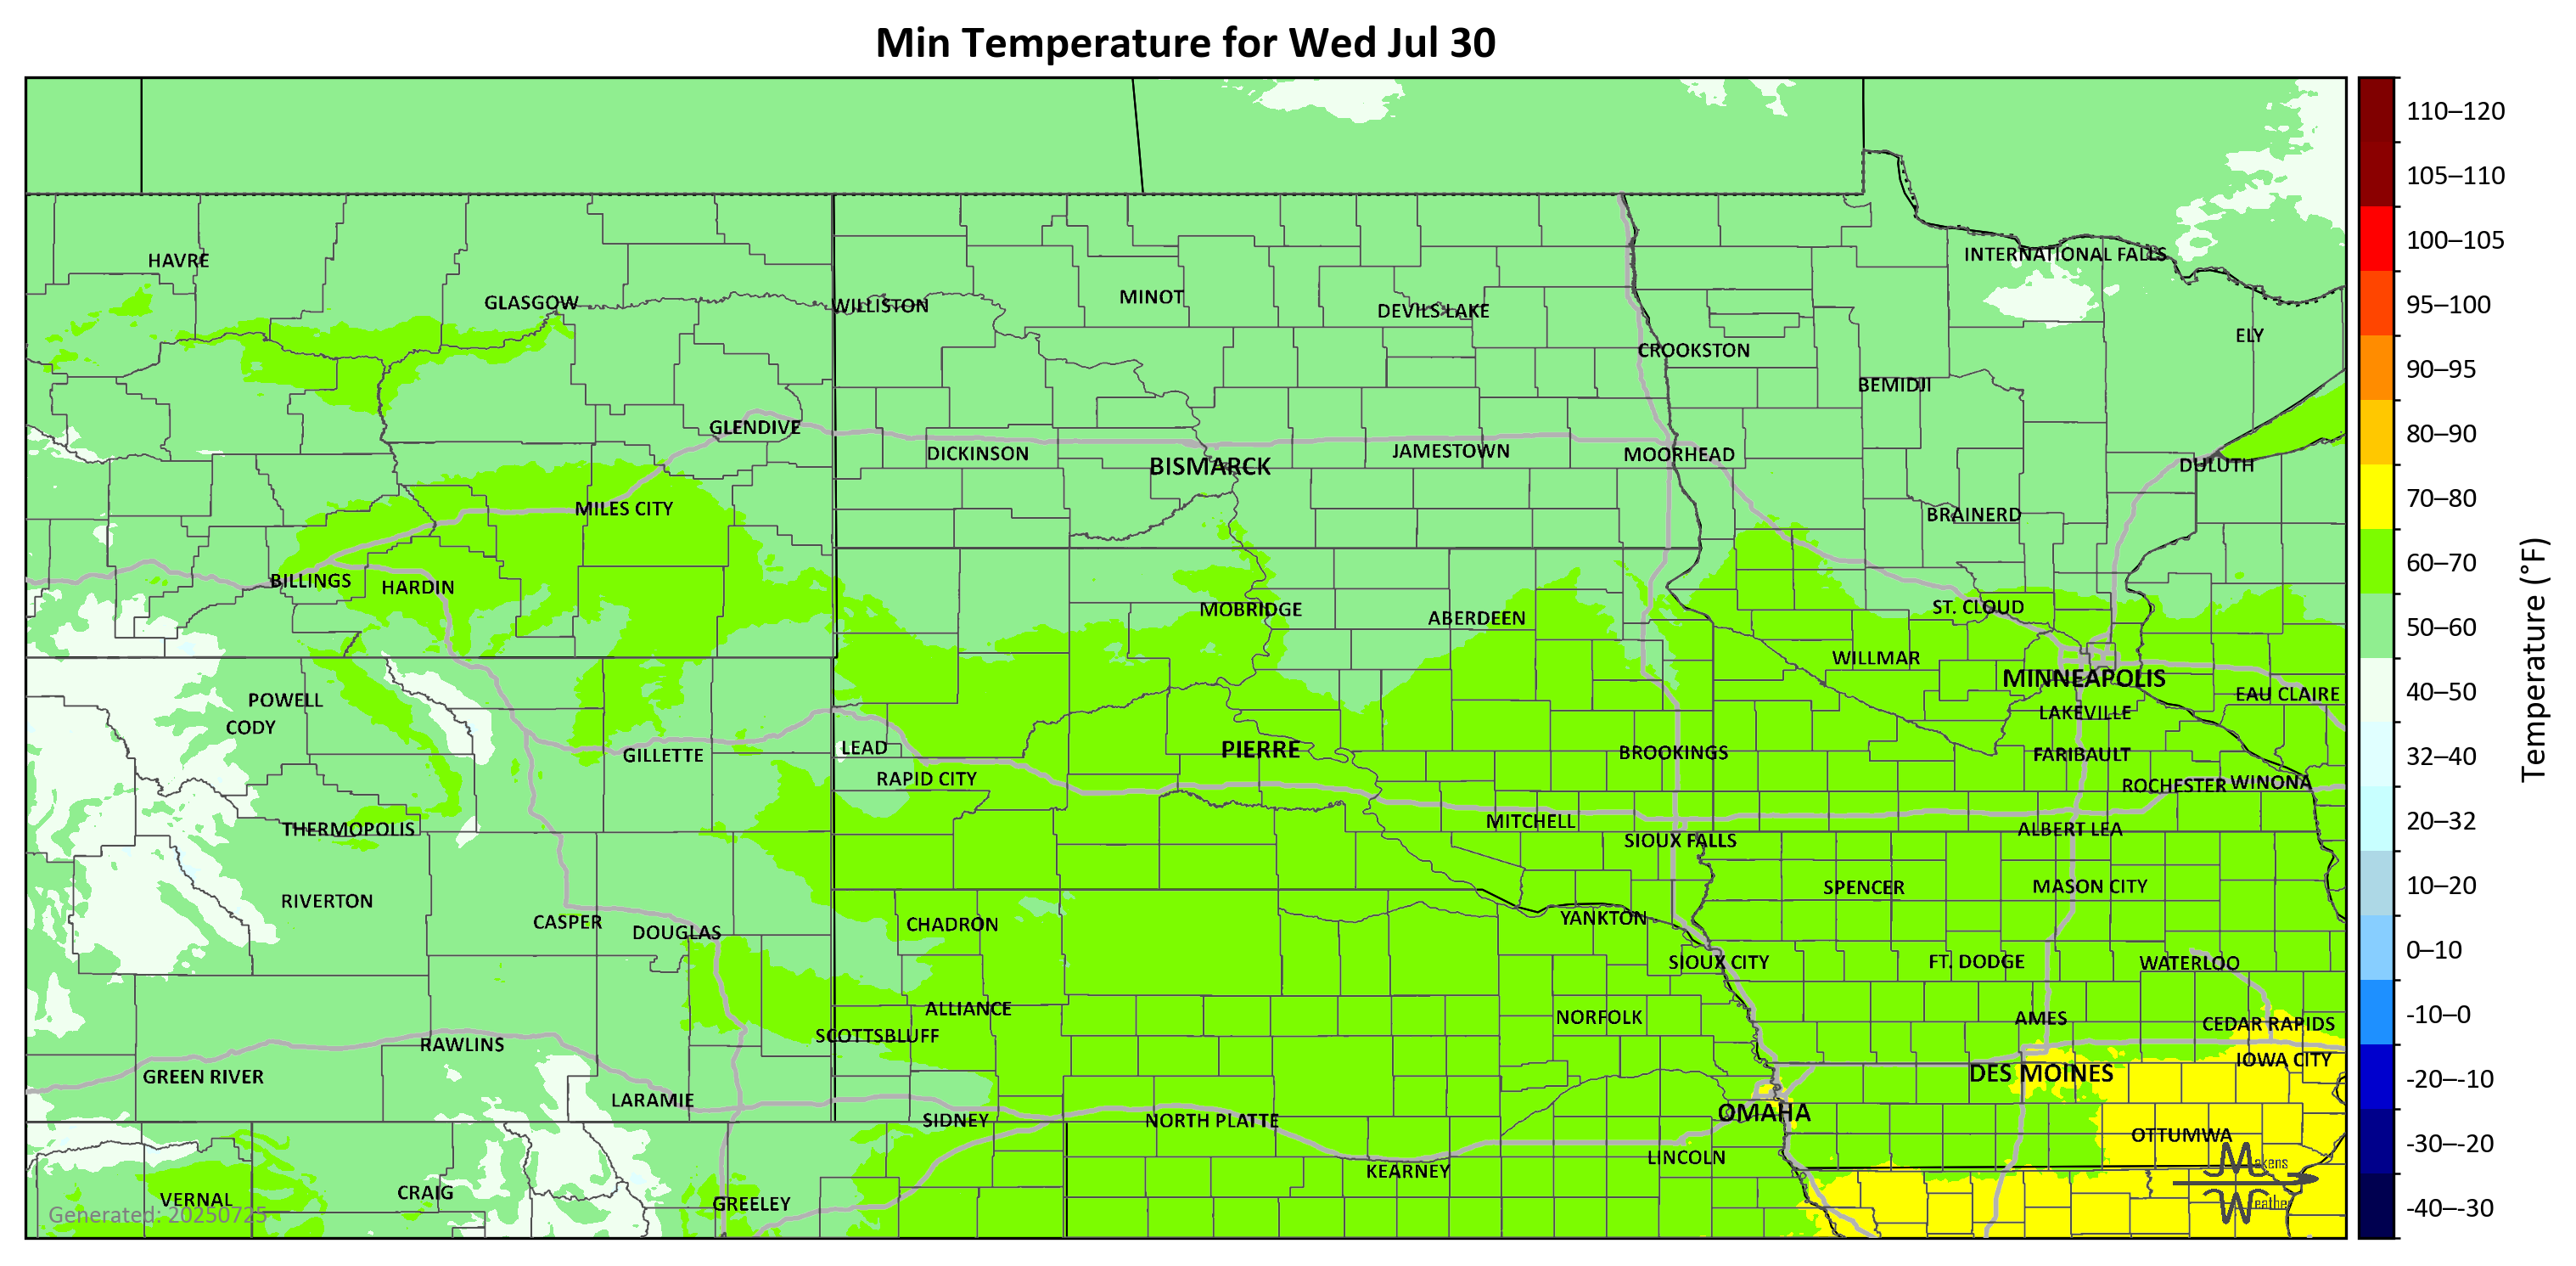 Min Temperature for Wed Jul 30
HAVRE
GLASGOW
WILLISTON
MINOT
DEVILS LAKE
CROOKSTON
INTERNATIONAL FALLS
ELY
BEMIDJI
GLENDIVE
DICKINSON
BISMARCK
JAMESTOWN
MOORHEAD
DULUTH
MILES CITY
BRAINERD
BILLINGS
HARDIN
MOBRIDGE
ABERDEEN
ST. CLOUD
WILLMAR
MINNEAPOLIS
EAU CLAIRE
POWELL
CODY
LAKEVILLE
GILLETTE
LEAD
RAPID CITY
PIERRE
BROOKINGS
FARIBAULT
ROCHESTER
WINONA
THERMOPOLIS
MITCHELL
SIOUX FALLS
ALBERT LEA
RIVERTON
SPENCER
MASON CITY
CASPER
DOUGLAS
CHADRON
YANKTON
SIOUX CITY
FT. DODGE
WATERLOO
ALLIANCE
NORFOLK
AMES
CEDAR RAPIDS
SCOTTSBLUFF
RAWLINS
IOWA CITY
GREEN RIVER
DES MOINES
LARAMIE
SIDNEY
NORTH PLATTE
OMAHA
OTTUMWA
LINCOLN
KEARNEY
VERNAL
CRAIG
GREELEY
Generated: 20250725
Makens
Weather
110–120
105–110
100–105
95–100
90–95
80–90
70–80
60–70
50–60
40–50
32–40
20–32
10–20
0–10
-10–0
-20–-10
-30–-20
-40–-30
Temperature (°F)